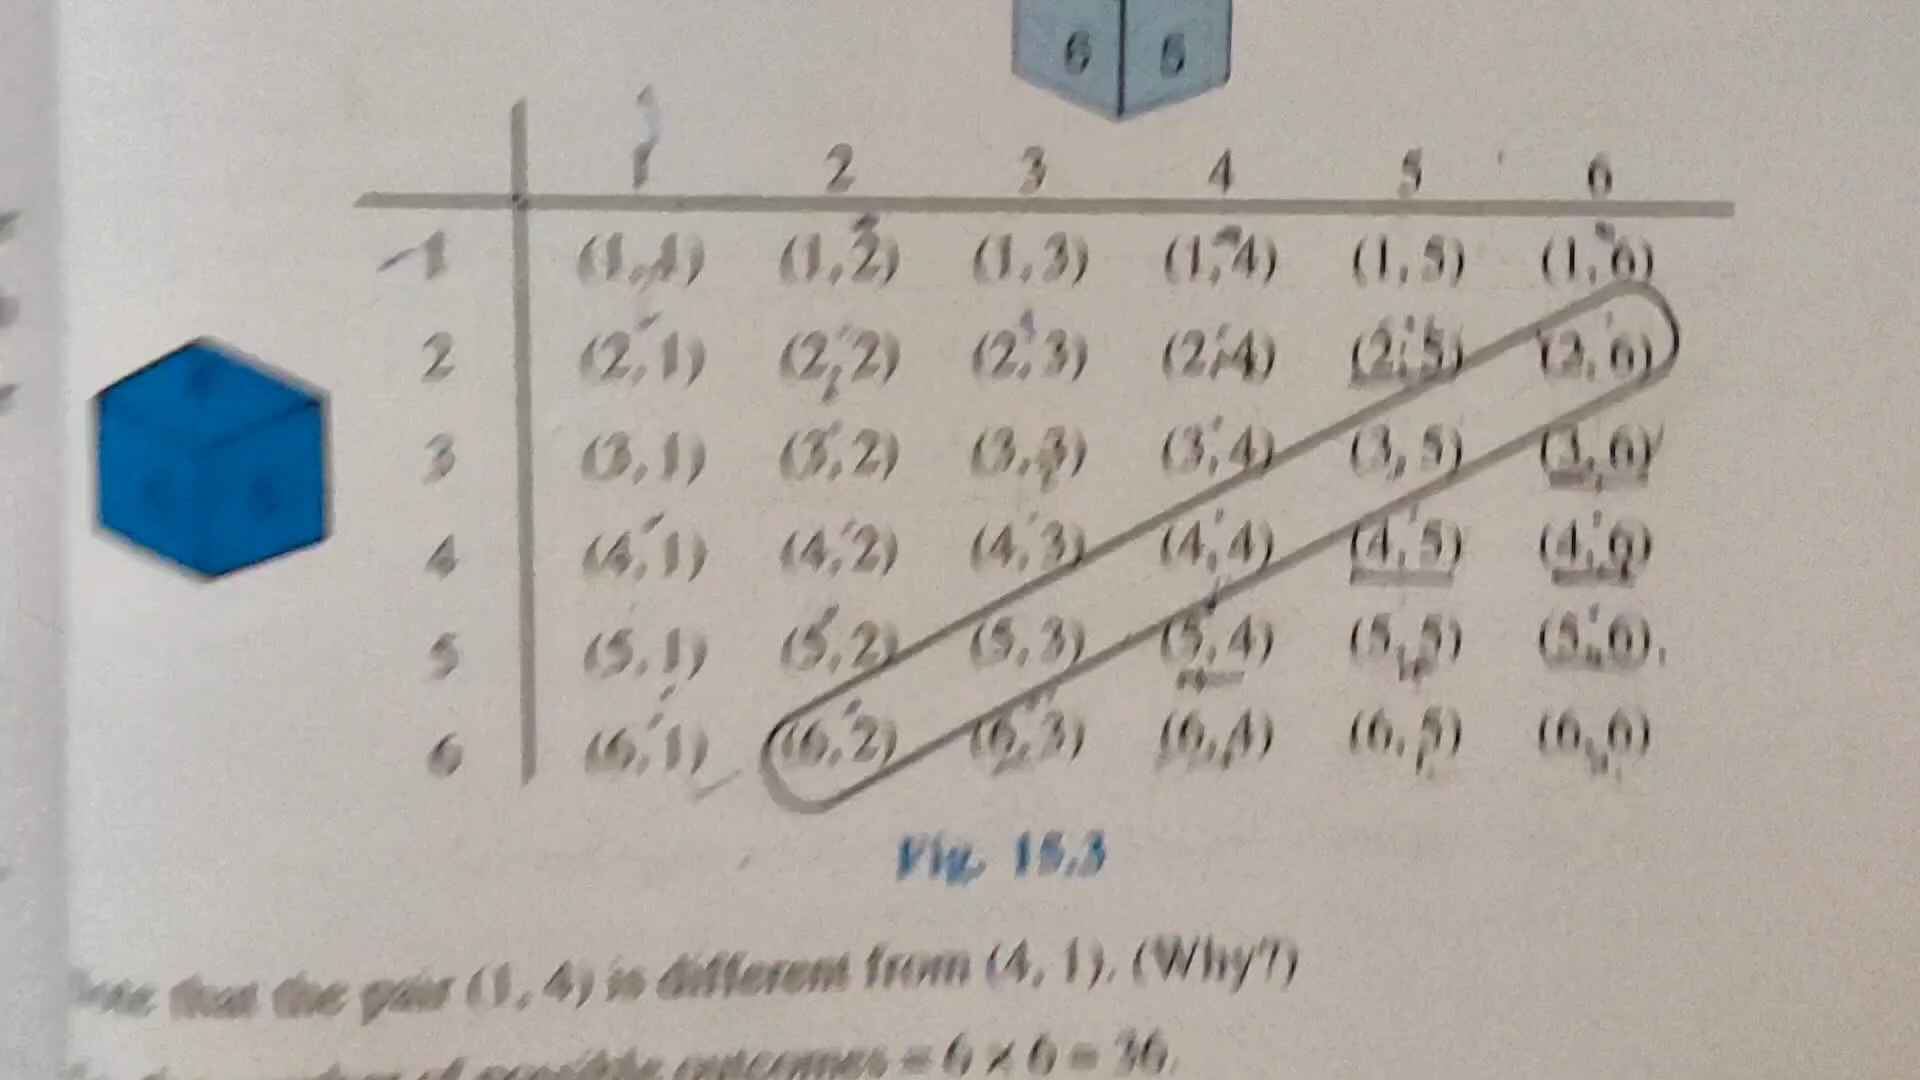 6 5
1 2 3 4 5 6
1 (1, 1) (1, 2) (1, 3) (1, 4) (1, 5) (1, 6)
2 (2, 1) (2, 2) (2, 3) (2, 4) (2, 5) (2, 6)
3 (3, 1) (3, 2) (3, 3) (3, 4) (3, 5) (3, 6)
4 (4, 1) (4, 2) (4, 3) (4, 4) (4, 5) (4, 6)
5 (5, 1) (5, 2) (5, 3) (5, 4) (5, 5) (5, 6)
6 (6, 1) (6, 2) (6, 3) (6, 4) (6, 5) (6, 6)
Fig. 15.3
that the pair (1, 4) is different from (4, 1). (Why?)
of possible outcomes = 6 × 6 = 36.